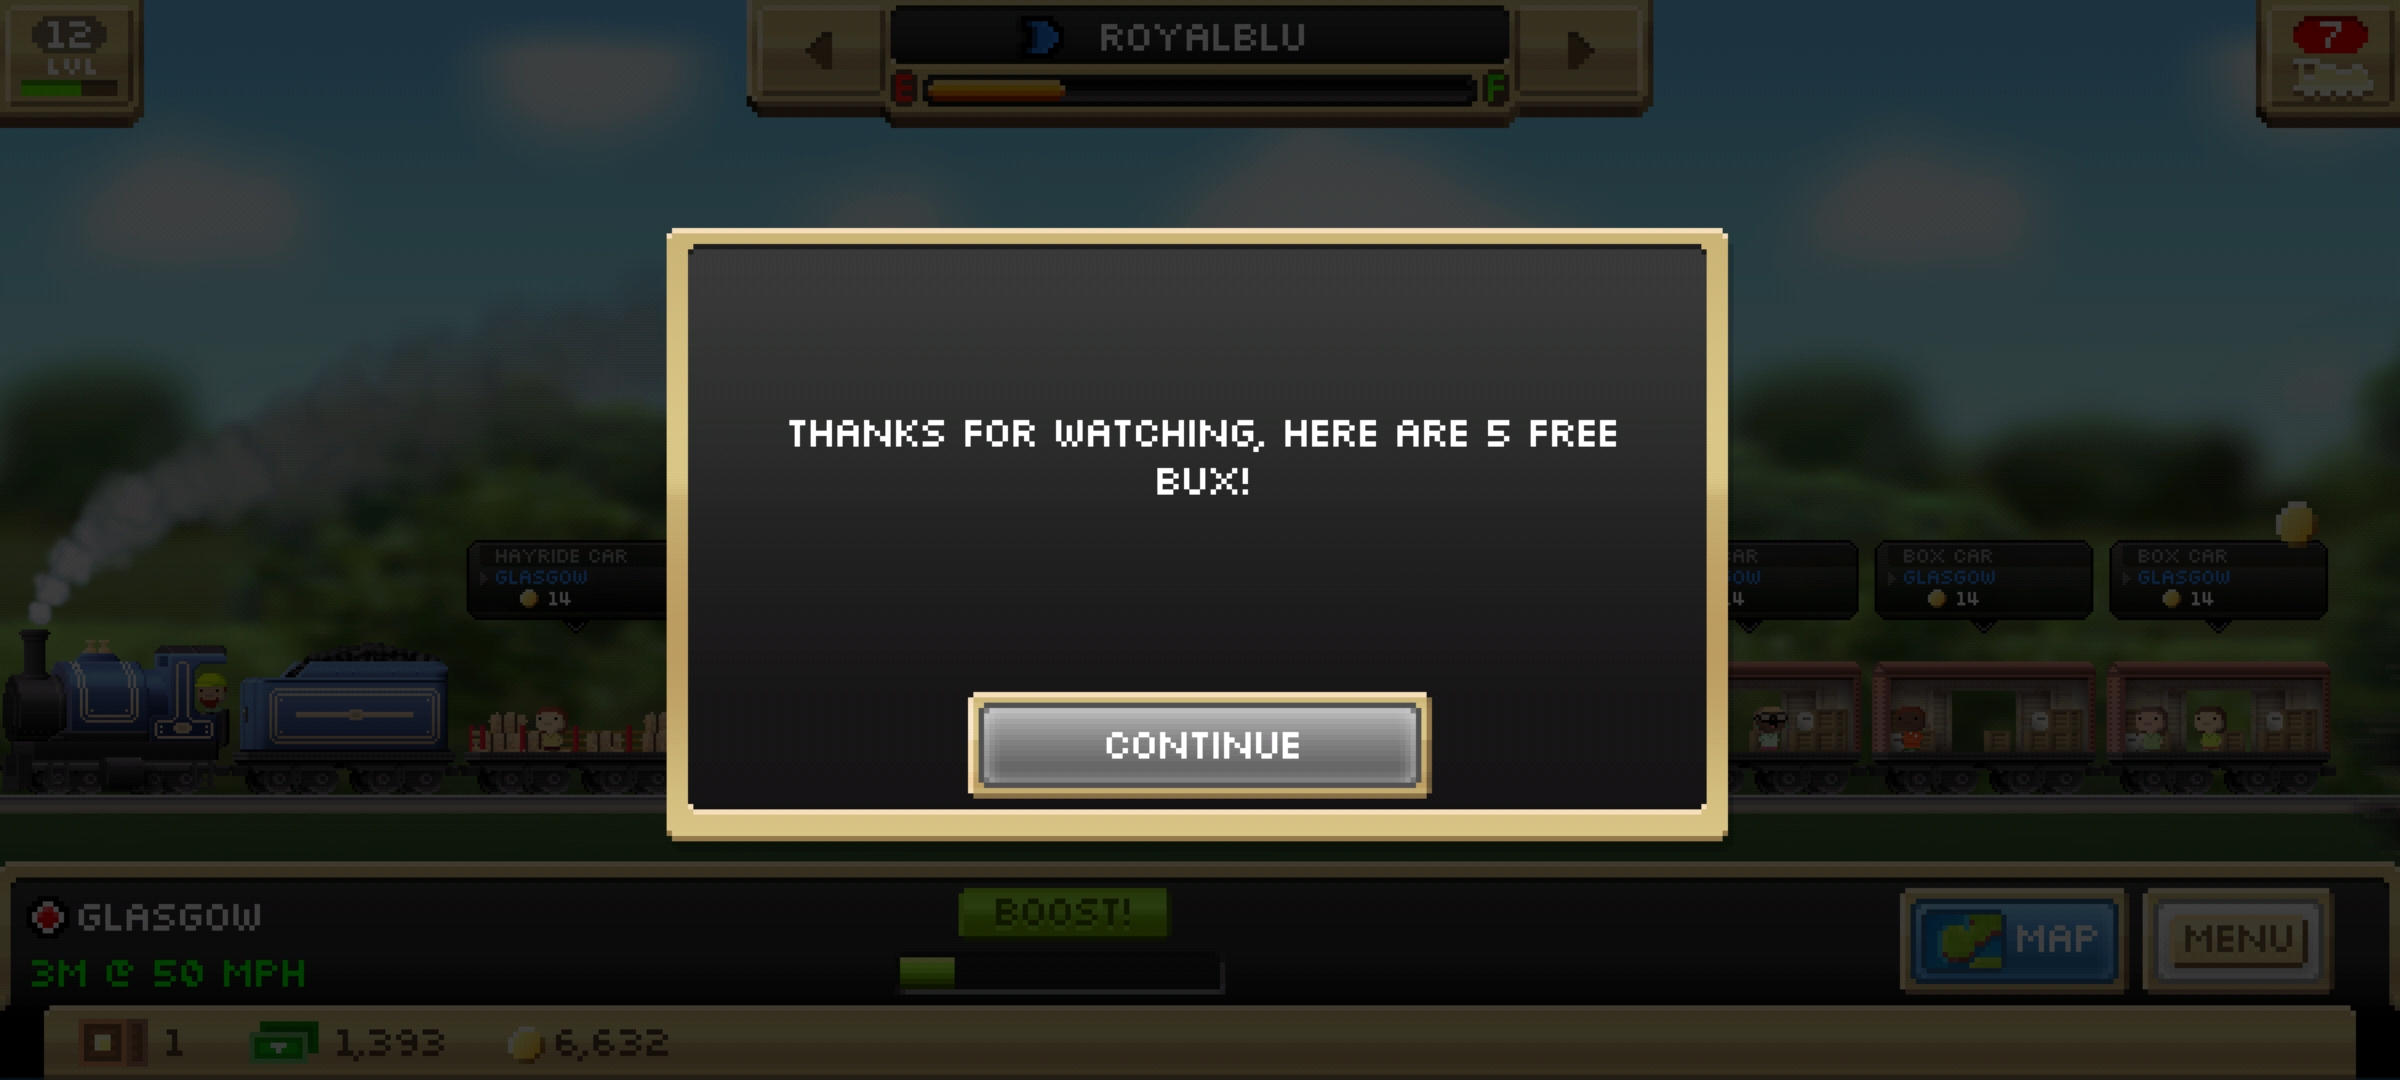 12
LVL
ROYALBLU
E
F
7
THANKS FOR WATCHING, HERE ARE 5 FREE
BUX!
CONTINUE
HAYRIDE CAR
GLASGOW
14
BOX CAR
GLASGOW
14
BOX CAR
GLASGOW
14
GLASGOW
3M @ 50 MPH
BOOST!
MAP
MENU
1
1,393
6,632